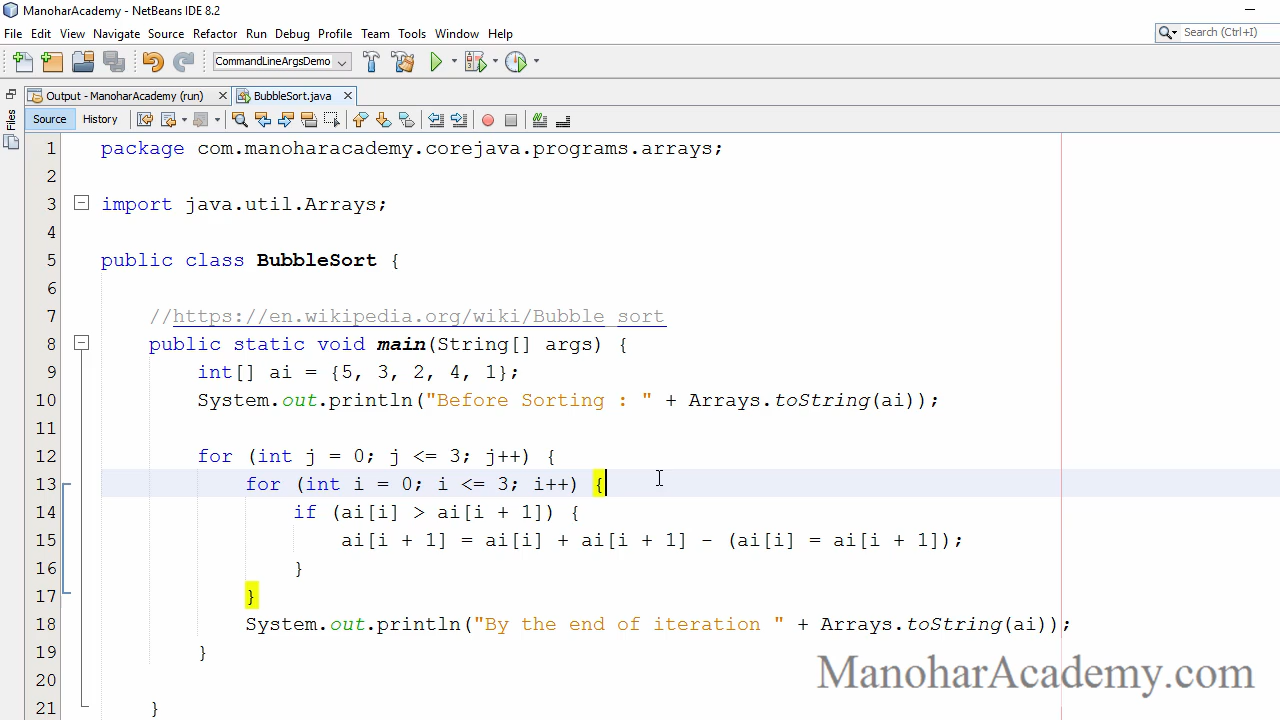 ManoharAcademy - NetBeans IDE 8.2
File Edit View Navigate Source Refactor Run Debug Profile Team Tools Window Help
Search (Ctrl+I)
CommandLineArgsDemo
Output - ManoharAcademy (run) BubbleSort.java
Files
Source History
1 package com.manoharacademy.corejava.programs.arrays;
2
3 import java.util.Arrays;
4
5 public class BubbleSort {
6
7 //https://en.wikipedia.org/wiki/Bubble_sort
8 public static void main(String[] args) {
9 int[] ai = {5, 3, 2, 4, 1};
10 System.out.println("Before Sorting : " + Arrays.toString(ai));
11
12 for (int j = 0; j <= 3; j++) {
13 for (int i = 0; i <= 3; i++) {
14 if (ai[i] > ai[i + 1]) {
15 ai[i + 1] = ai[i] + ai[i + 1] - (ai[i] = ai[i + 1]);
16 }
17 }
18 System.out.println("By the end of iteration " + Arrays.toString(ai));
19 }
20
21 }
ManoharAcademy.com